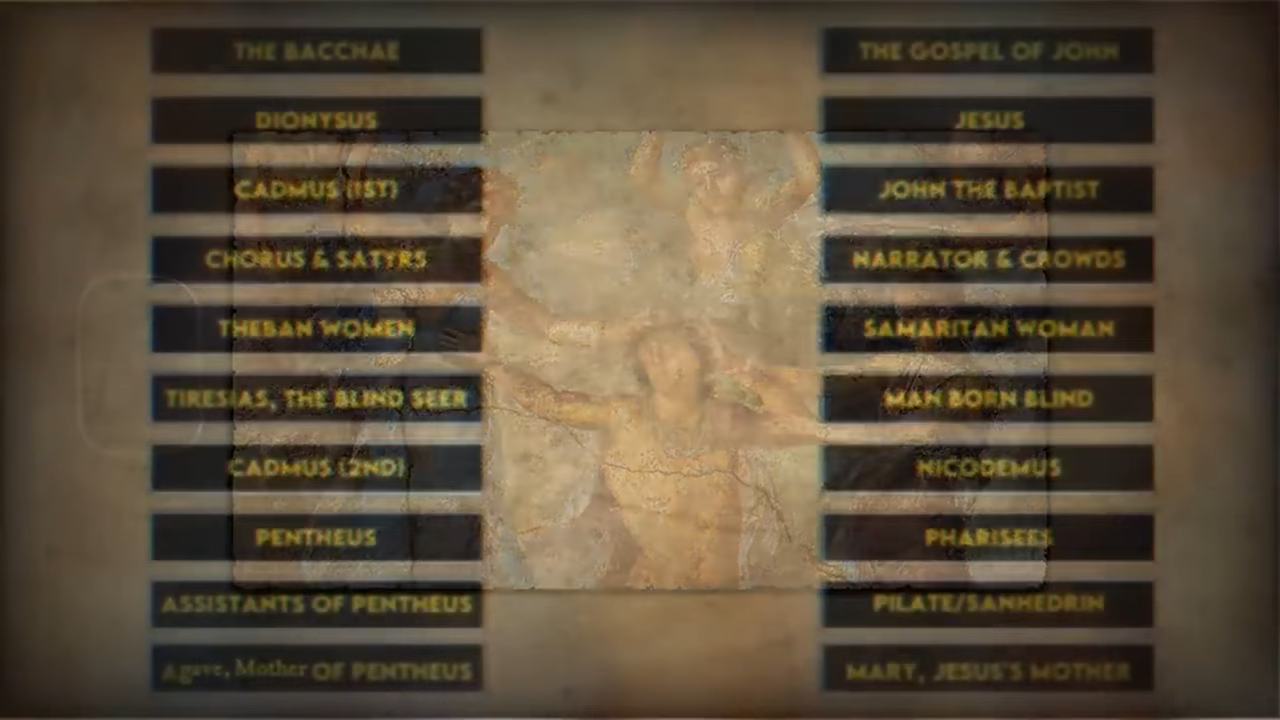 THE BACCHAE THE GOSPEL OF JOHN
DIONYSUS JESUS
CADMUS (1ST) JOHN THE BAPTIST
CHORUS & SATYRS NARRATOR & CROWDS
THEBAN WOMEN SAMARITAN WOMAN
TIRESIAS, THE BLIND SEER MAN BORN BLIND
CADMUS (2ND) NICODEMUS
PENTHEUS PHARISEES
ASSISTANTS OF PENTHEUS PILATE/SANHEDRIN
Agave, Mother OF PENTHEUS MARY, JESUS'S MOTHER